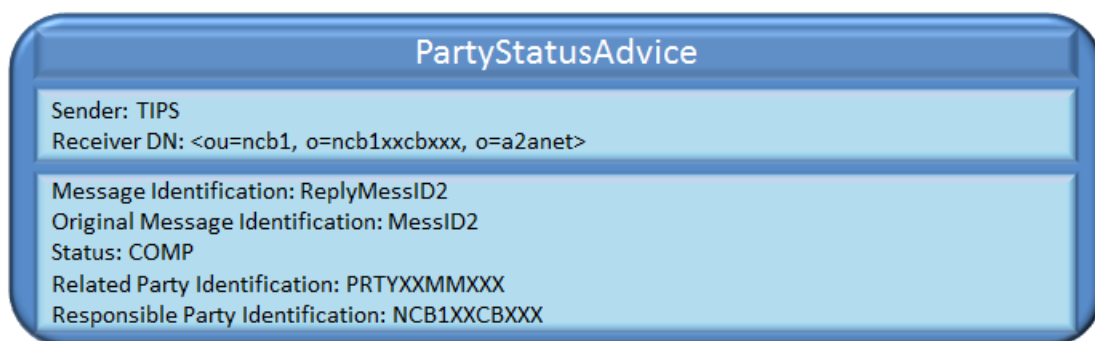 PartyStatusAdvice
Sender: TIPS
Receiver DN: <ou=ncb1, o=ncb1xxcbxxx, o=a2anet>
Message Identification: ReplyMessID2
Original Message Identification: MessID2
Status: COMP
Related Party Identification: PRTYXXMMXXX
Responsible Party Identification: NCB1XXCBXXX